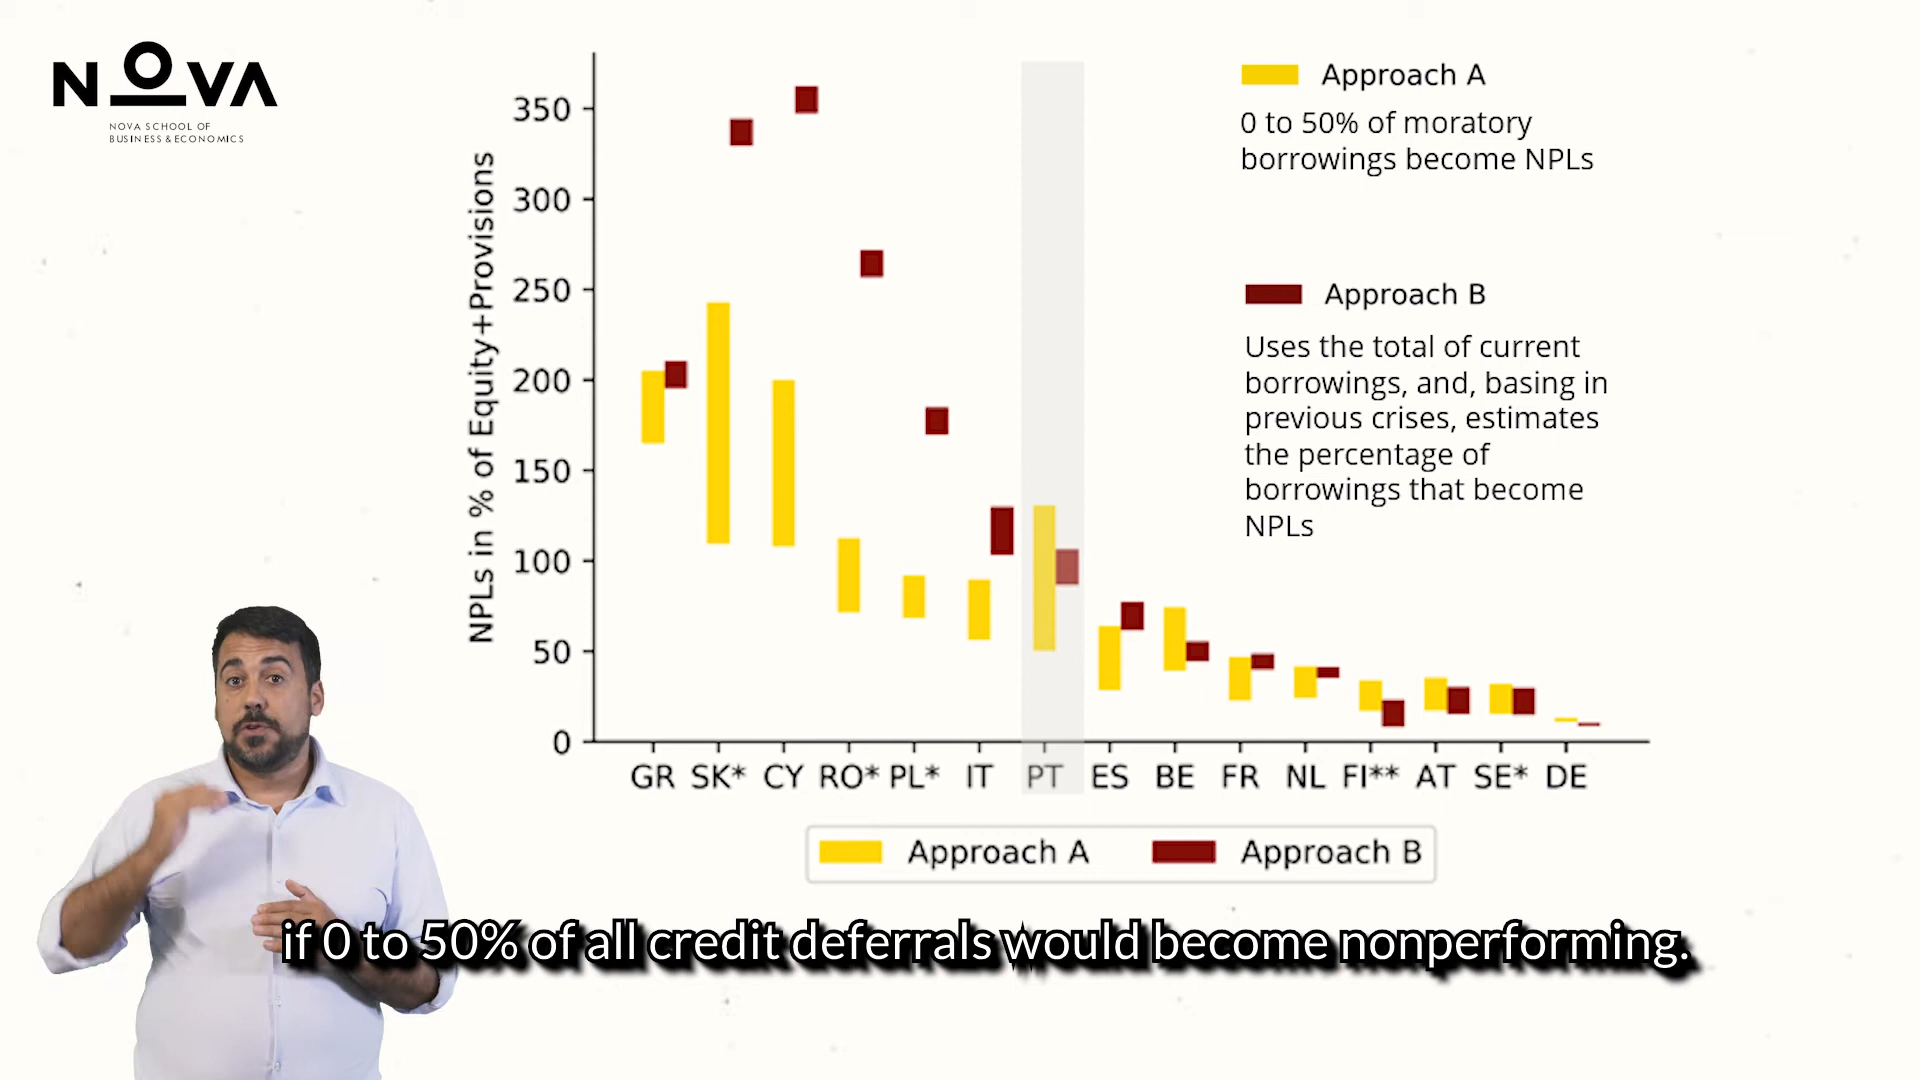 NOVA
NOVA SCHOOL OF
BUSINESS & ECONOMICS
NPLs in % of Equity+Provisions
350
300
250
200
150
100
50
0
GR SK* CY RO* PL* IT PT ES BE FR NL FI** AT SE* DE
Approach A
0 to 50% of moratory
borrowings become NPLs
Approach B
Uses the total of current
borrowings, and, basing in
previous crises, estimates
the percentage of
borrowings that become
NPLs
Approach A Approach B
if 0 to 50% of all credit deferrals would become nonperforming.